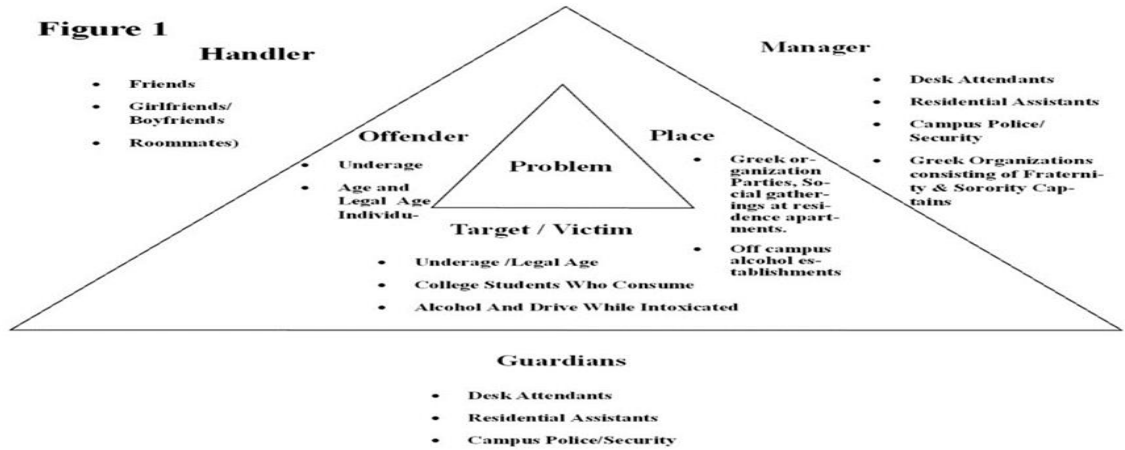 Figure 1
Handler
• Friends
• Girlfriends/
Boyfriends
• Roommates)
Manager
• Desk Attendants
• Residential Assistants
• Campus Police/
Security
• Greek Organizations
consisting of Fraterni-
ty & Sorority Cap-
tains
Offender
• Underage
• Age and
Legal Age
Individu-
Problem
Place
• Greek or-
ganization
Parties, So-
cial gather-
ings at resi-
dence apart-
ments.
• Off campus
alcohol es-
tablishments
Target / Victim
• Underage /Legal Age
• College Students Who Consume
• Alcohol And Drive While Intoxicated
Guardians
• Desk Attendants
• Residential Assistants
• Campus Police/Security